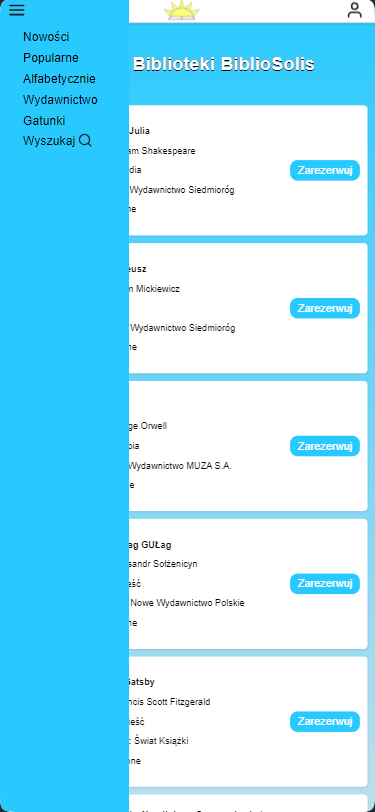 Nowości
Popularne
Alfabetycznie
Wydawnictwo
Gatunki
Wyszukaj
Biblioteki BiblioSolis
Julia
am Shakespeare
dia
Wydawnictwo Siedmioróg
ne
Zarezerwuj
eusz
m Mickiewicz
Wydawnictwo Siedmioróg
ne
Zarezerwuj
ge Orwell
pia
Wydawnictwo MUZA S.A.
e
Zarezerwuj
ag GUŁag
sandr Sołżenicyn
eść
Nowe Wydawnictwo Polskie
ne
Zarezerwuj
Gatsby
ncis Scott Fitzgerald
eść
: Świat Książki
one
Zarezerwuj